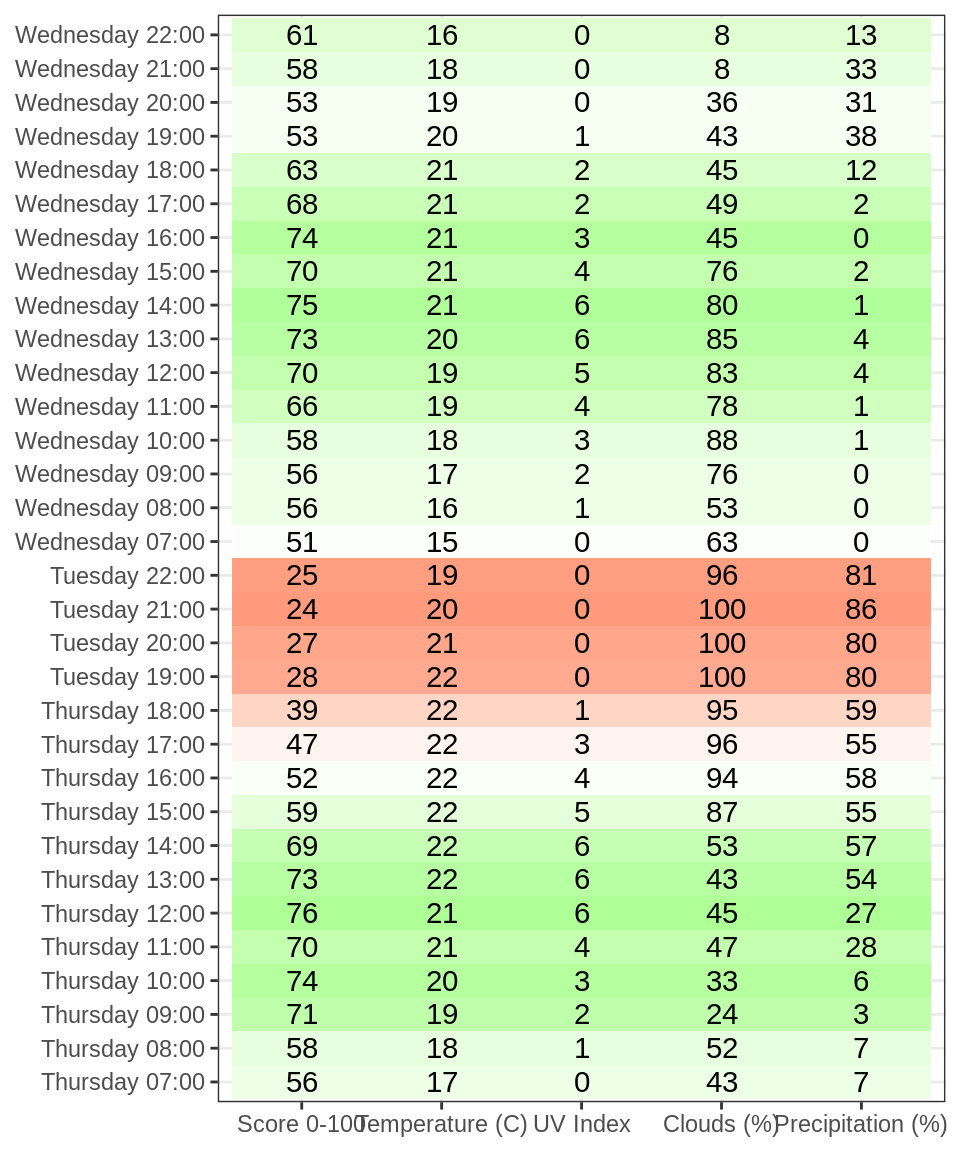 Wednesday 22:00 61 16 0 8 13
Wednesday 21:00 58 18 0 8 33
Wednesday 20:00 53 19 0 36 31
Wednesday 19:00 53 20 1 43 38
Wednesday 18:00 63 21 2 45 12
Wednesday 17:00 68 21 2 49 2
Wednesday 16:00 74 21 3 45 0
Wednesday 15:00 70 21 4 76 2
Wednesday 14:00 75 21 6 80 1
Wednesday 13:00 73 20 6 85 4
Wednesday 12:00 70 19 5 83 4
Wednesday 11:00 66 19 4 78 1
Wednesday 10:00 58 18 3 88 1
Wednesday 09:00 56 17 2 76 0
Wednesday 08:00 56 16 1 53 0
Wednesday 07:00 51 15 0 63 0
Tuesday 22:00 25 19 0 96 81
Tuesday 21:00 24 20 0 100 86
Tuesday 20:00 27 21 0 100 80
Tuesday 19:00 28 22 0 100 80
Thursday 18:00 39 22 1 95 59
Thursday 17:00 47 22 3 96 55
Thursday 16:00 52 22 4 94 58
Thursday 15:00 59 22 5 87 55
Thursday 14:00 69 22 6 53 57
Thursday 13:00 73 22 6 43 54
Thursday 12:00 76 21 6 45 27
Thursday 11:00 70 21 4 47 28
Thursday 10:00 74 20 3 33 6
Thursday 09:00 71 19 2 24 3
Thursday 08:00 58 18 1 52 7
Thursday 07:00 56 17 0 43 7
Score 0-100 Temperature (C) UV Index Clouds (%) Precipitation (%)